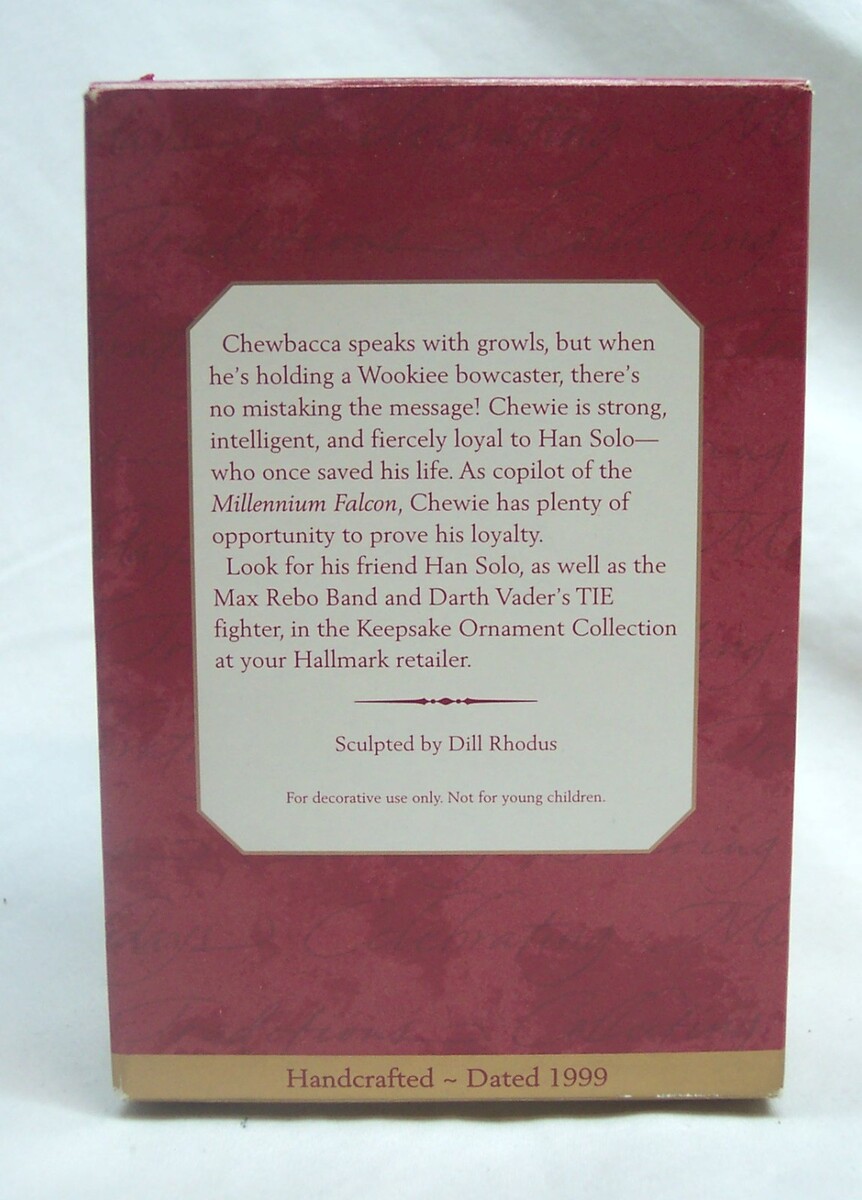 Chewbacca speaks with growls, but when
he's holding a Wookiee bowcaster, there's
no mistaking the message! Chewie is strong,
intelligent, and fiercely loyal to Han Solo—
who once saved his life. As copilot of the
Millennium Falcon, Chewie has plenty of
opportunity to prove his loyalty.
Look for his friend Han Solo, as well as the
Max Rebo Band and Darth Vader's TIE
fighter, in the Keepsake Ornament Collection
at your Hallmark retailer.
Sculpted by Dill Rhodus
For decorative use only. Not for young children.
Handcrafted ~ Dated 1999